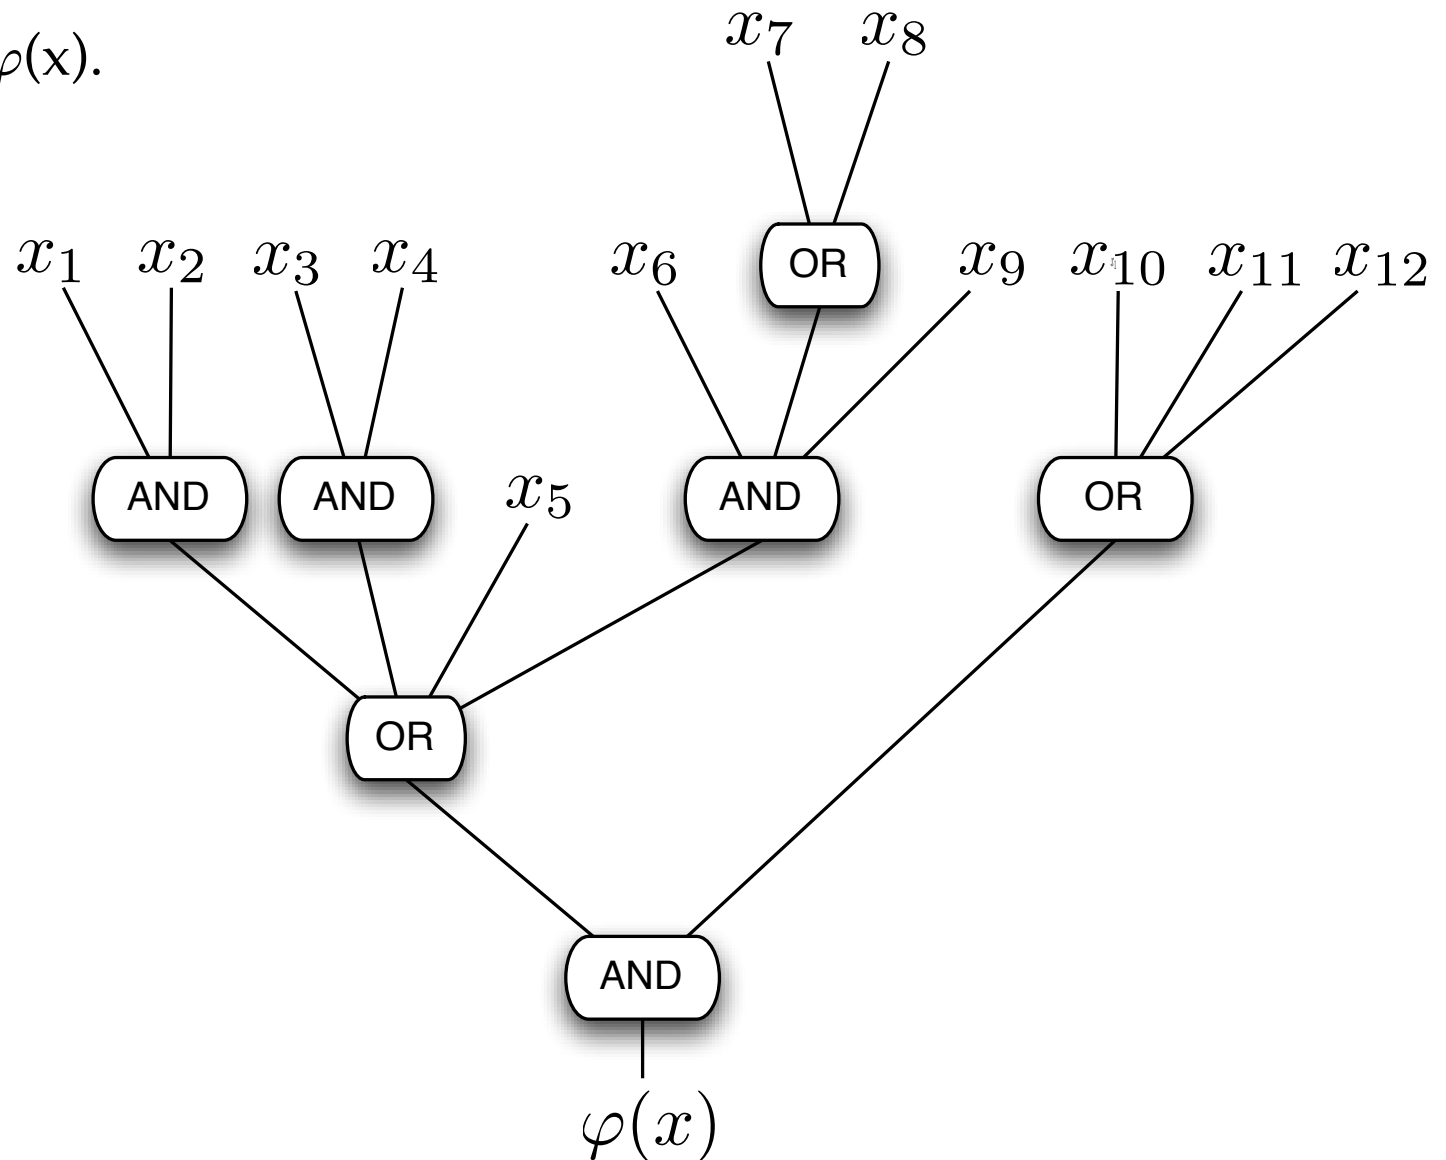 x₇ x₈
φ(x).
OR
x₁ x₂ x₃ x₄ x₆ x₉ x₁₀ x₁₁ x₁₂
AND AND x₅ AND OR
OR
AND
φ(x)